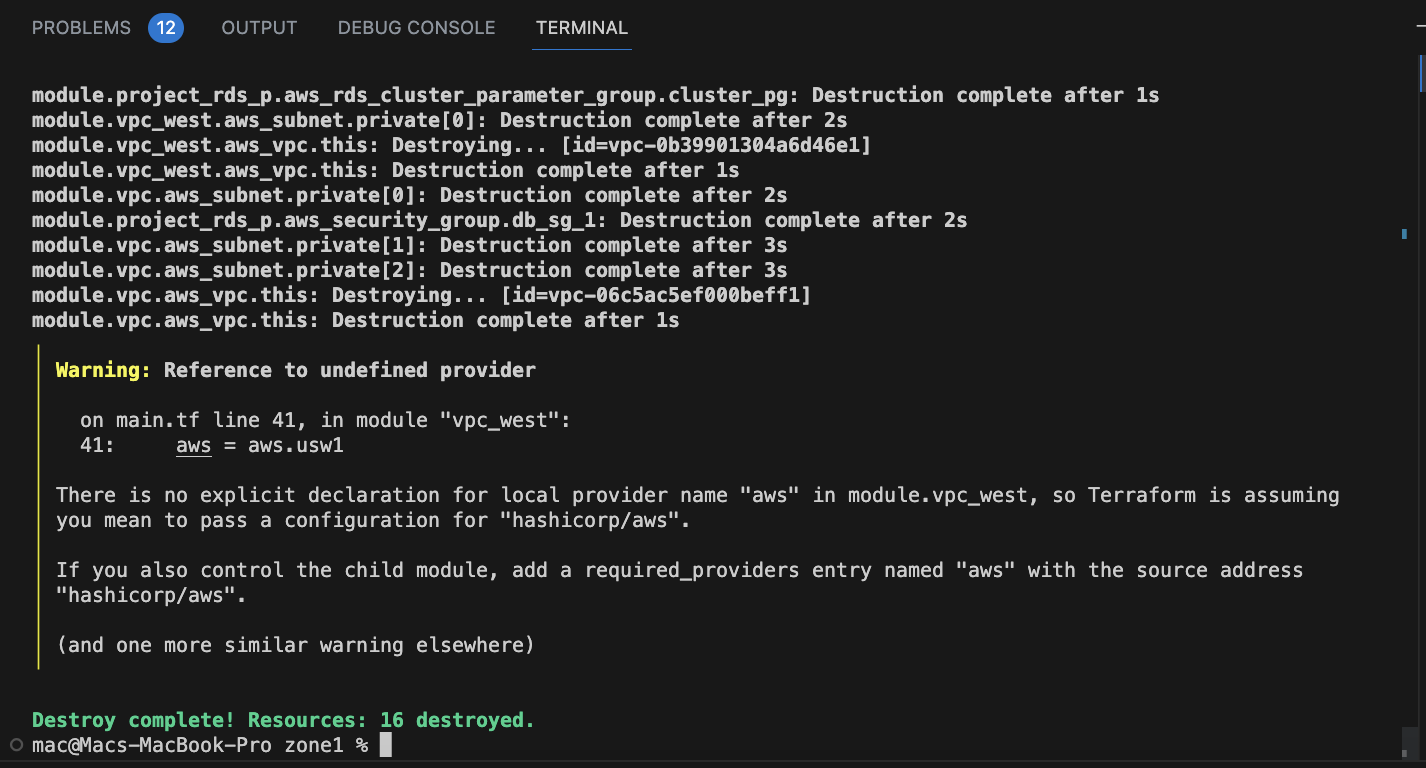 PROBLEMS 12 OUTPUT DEBUG CONSOLE TERMINAL
module.project_rds_p.aws_rds_cluster_parameter_group.cluster_pg: Destruction complete after 1s
module.vpc_west.aws_subnet.private[0]: Destruction complete after 2s
module.vpc_west.aws_vpc.this: Destroying... [id=vpc-0b39901304a6d46e1]
module.vpc_west.aws_vpc.this: Destruction complete after 1s
module.vpc.aws_subnet.private[0]: Destruction complete after 2s
module.project_rds_p.aws_security_group.db_sg_1: Destruction complete after 2s
module.vpc.aws_subnet.private[1]: Destruction complete after 3s
module.vpc.aws_subnet.private[2]: Destruction complete after 3s
module.vpc.aws_vpc.this: Destroying... [id=vpc-06c5ac5ef000beff1]
module.vpc.aws_vpc.this: Destruction complete after 1s
Warning: Reference to undefined provider
on main.tf line 41, in module "vpc_west":
41: aws = aws.usw1
There is no explicit declaration for local provider name "aws" in module.vpc_west, so Terraform is assuming
you mean to pass a configuration for "hashicorp/aws".
If you also control the child module, add a required_providers entry named "aws" with the source address
"hashicorp/aws".
(and one more similar warning elsewhere)
Destroy complete! Resources: 16 destroyed.
mac@Macs-MacBook-Pro zone1 %